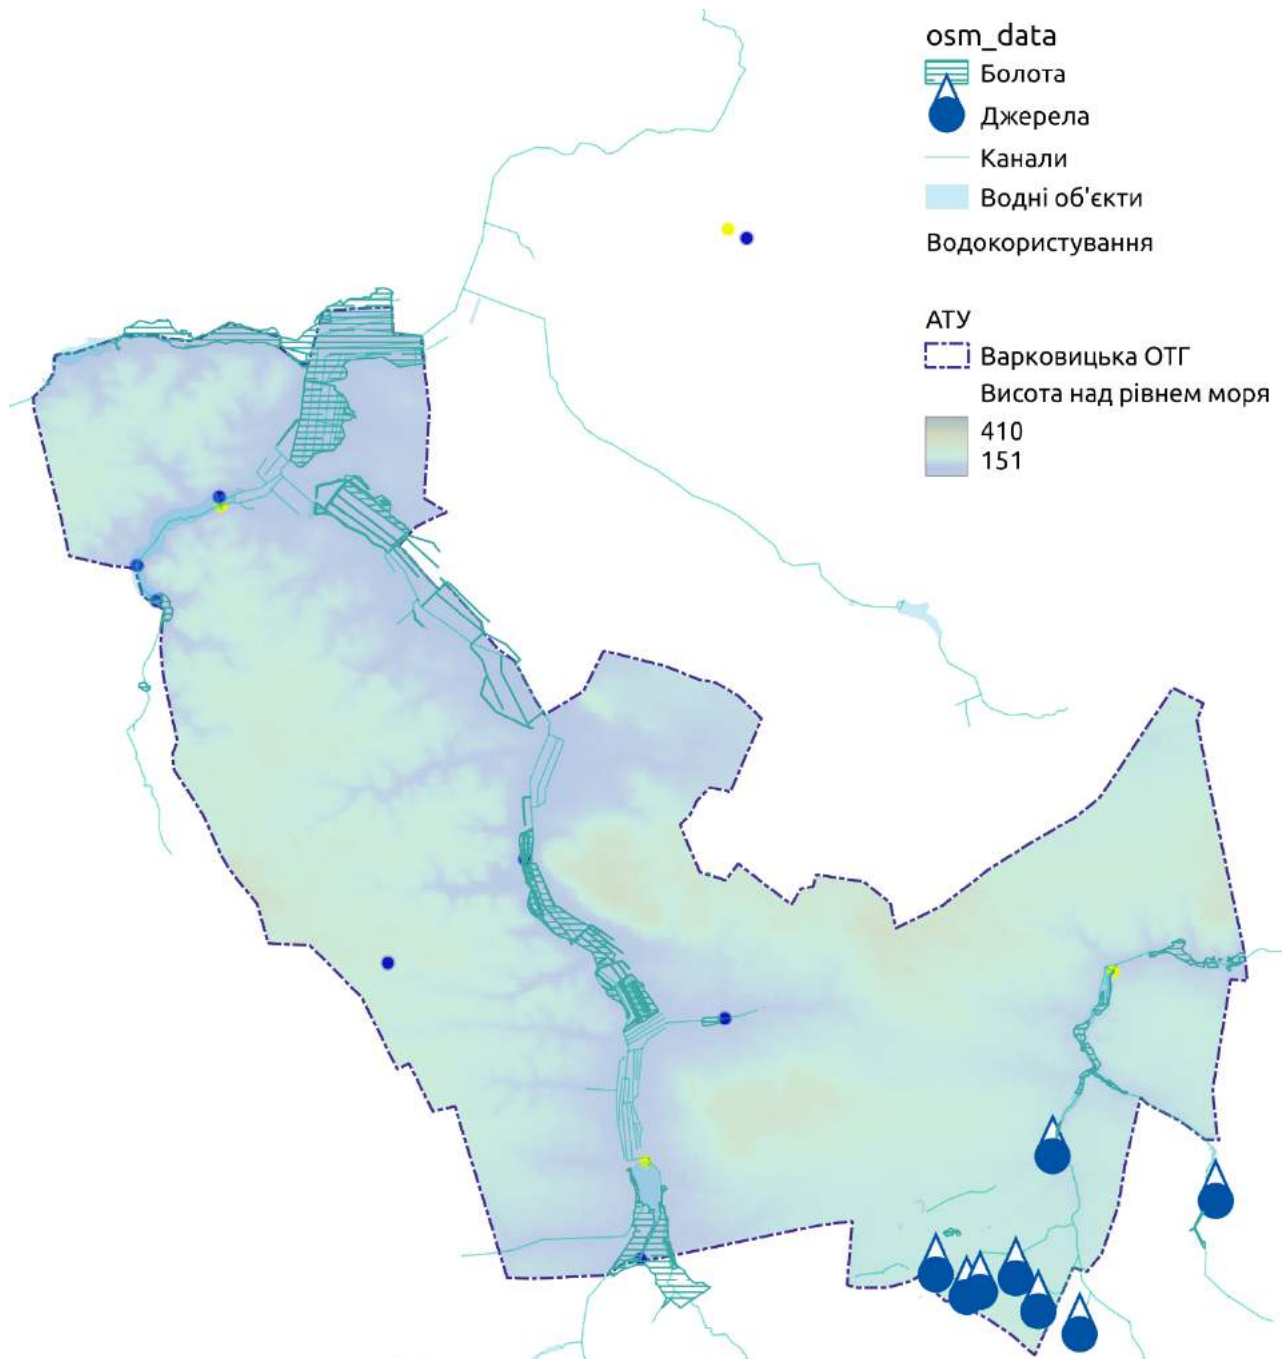 osm_data
Болота
Джерела
Канали
Водні об'єкти
Водокористування
АТУ
Варковицька ОТГ
Висота над рівнем моря
410
151